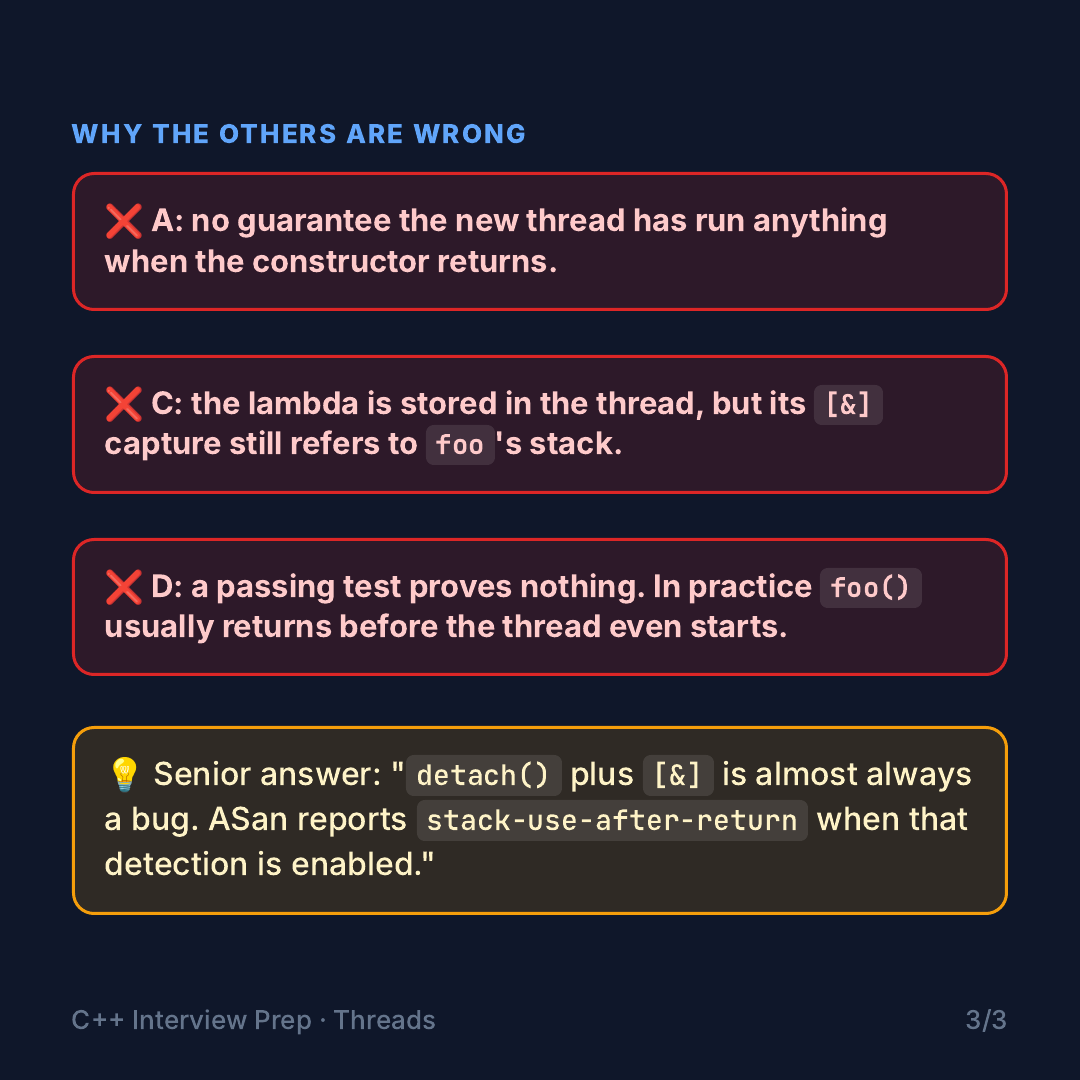 WHY THE OTHERS ARE WRONG
❌ A: no guarantee the new thread has run anything
when the constructor returns.
❌ C: the lambda is stored in the thread, but its [&]
capture still refers to foo's stack.
❌ D: a passing test proves nothing. In practice foo()
usually returns before the thread even starts.
💡 Senior answer: "detach() plus [&] is almost always
a bug. ASan reports stack-use-after-return when that
detection is enabled."
C++ Interview Prep · Threads
3/3